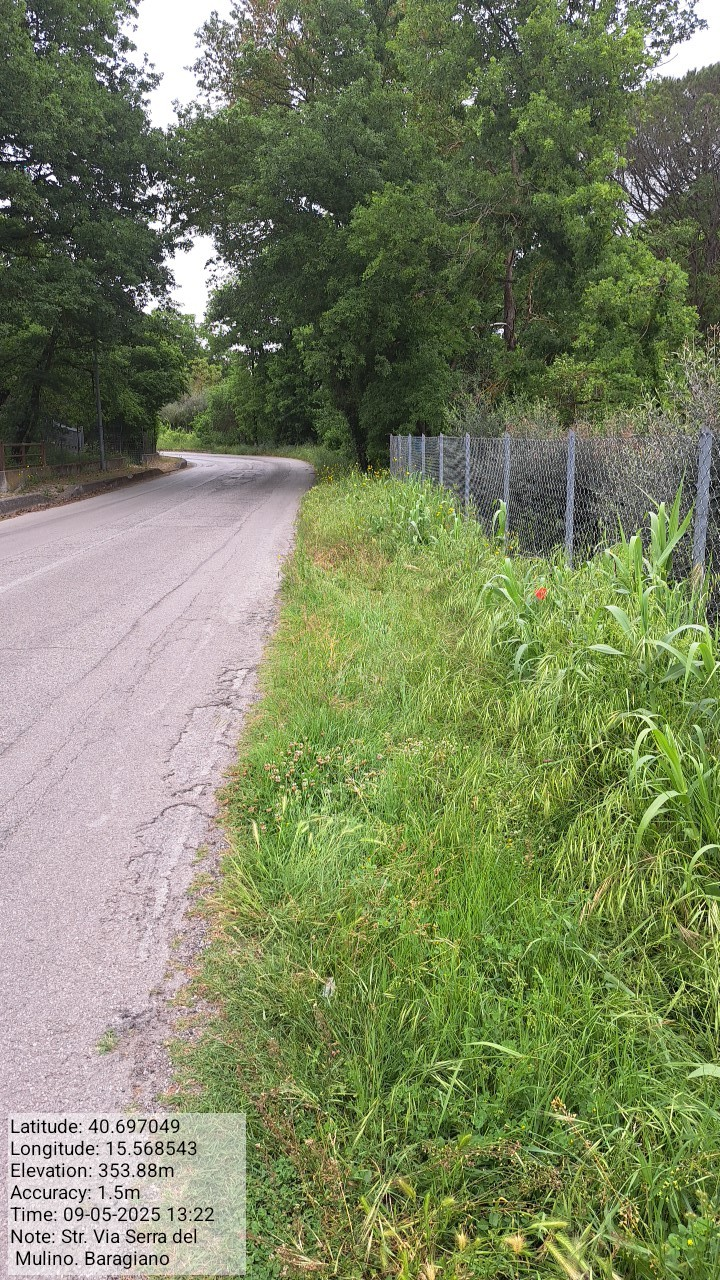 Latitude: 40.697049
Longitude: 15.568543
Elevation: 353.88m
Accuracy: 1.5m
Time: 09-05-2025 13:22
Note: Str. Via Serra del
Mulino. Baragiano